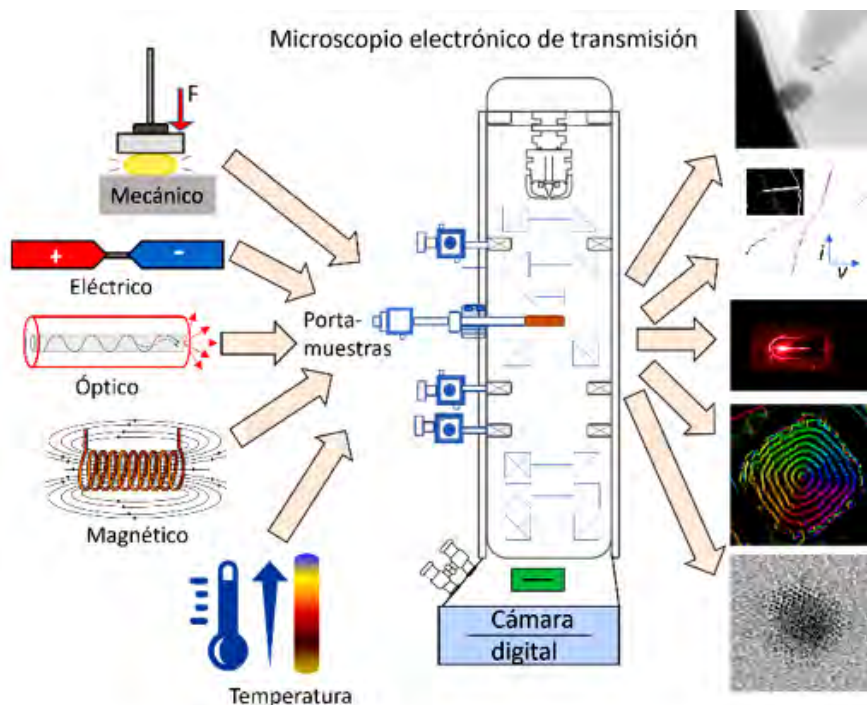 Microscopio electrónico de transmisión
F
Mecánico
+
-
Eléctrico
Óptico
Magnético
Temperatura
Porta-
muestras
Cámara
digital
i
v